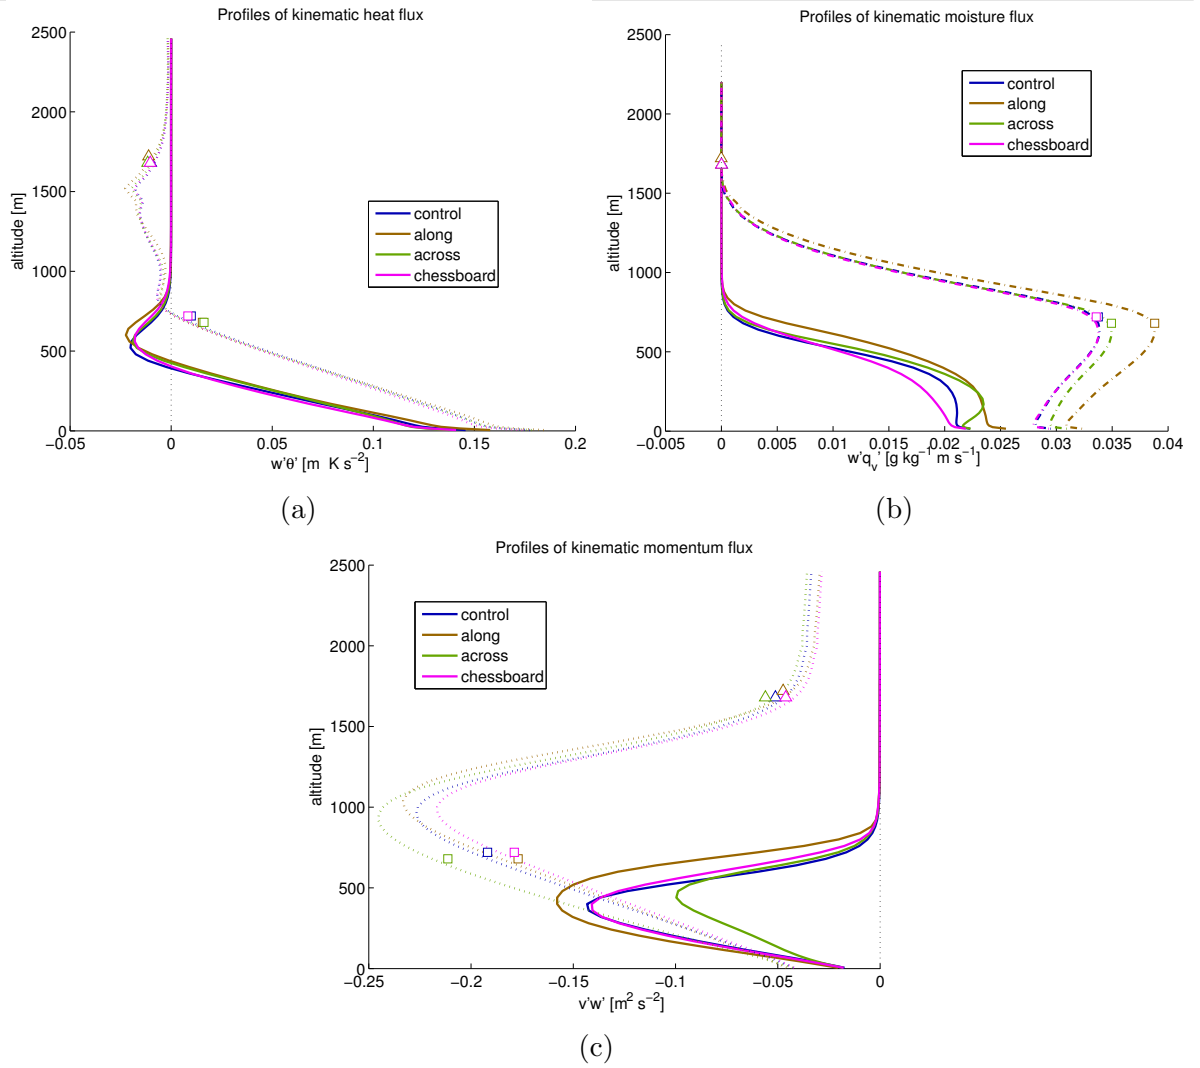 Profiles of kinematic heat flux
2500
2000
1500
1000
500
0
altitude [m]
−0.05
0
0.05
0.1
0.15
0.2
w'θ' [m K s−2]
control
along
across
chessboard
(a)
Profiles of kinematic moisture flux
2500
2000
1500
1000
500
0
altitude [m]
−0.005
0
0.005
0.01
0.015
0.02
0.025
0.03
0.035
0.04
w'qv' [g kg−1 m s−1]
control
along
across
chessboard
(b)
Profiles of kinematic momentum flux
2500
2000
1500
1000
500
0
altitude [m]
−0.25
−0.2
−0.15
−0.1
−0.05
0
v'w' [m2 s−2]
control
along
across
chessboard
(c)